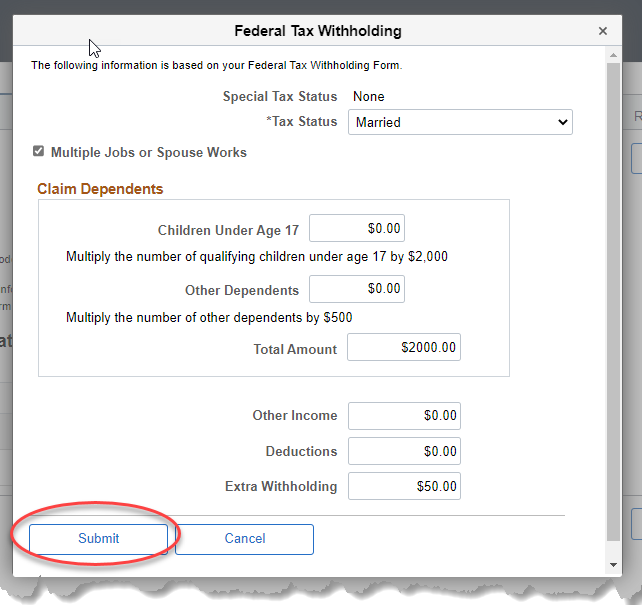 Federal Tax Withholding ×
The following information is based on your Federal Tax Withholding Form.
Special Tax Status None
*Tax Status Married
Multiple Jobs or Spouse Works
Claim Dependents
Children Under Age 17 $0.00
Multiply the number of qualifying children under age 17 by $2,000
Other Dependents $0.00
Multiply the number of other dependents by $500
Total Amount $2000.00
Other Income $0.00
Deductions $0.00
Extra Withholding $50.00
Submit Cancel